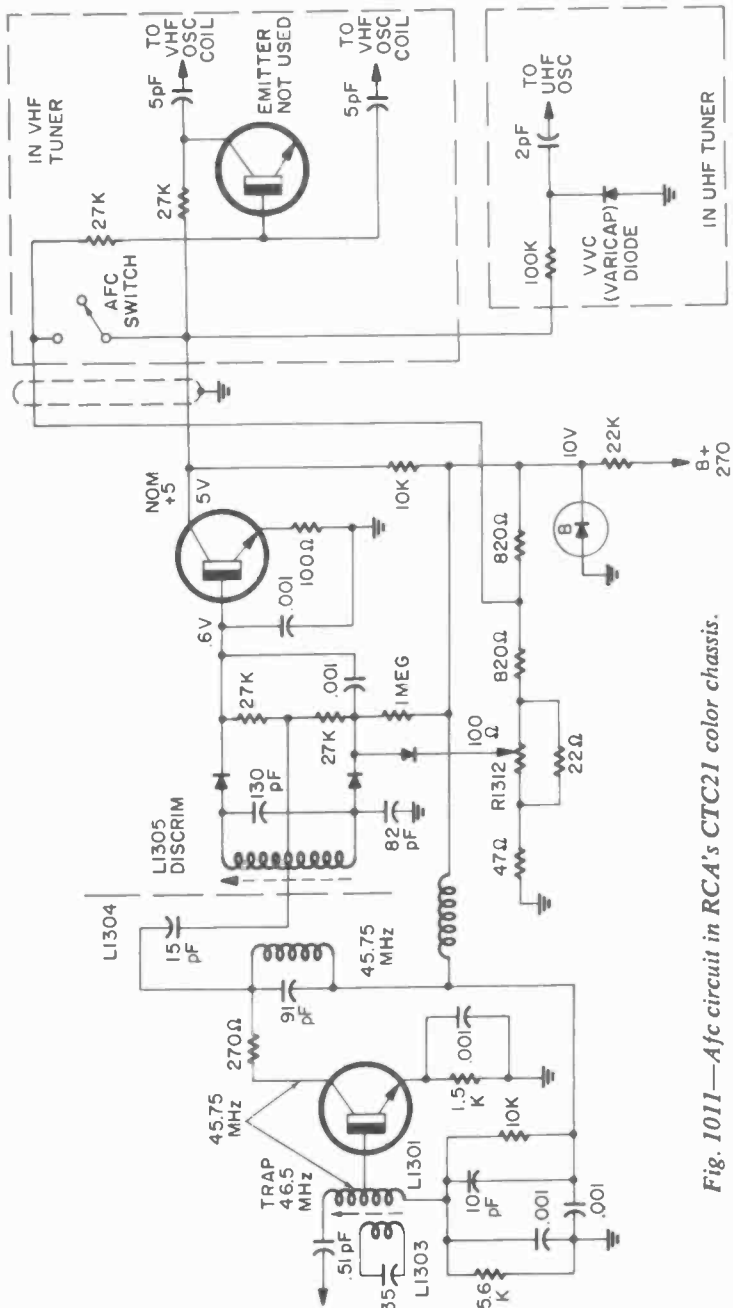 IN VHF
TUNER
AFC
SWITCH
27K
27K
5pF
TO
VHF
OSC
COIL
EMITTER
NOT USED
5pF
TO
VHF
OSC
COIL
TO
UHF
OSC
2pF
100K
VVC
(VARICAP)
DIODE
IN UHF TUNER
NOM
+5
5V
.6V
100Ω
.001
10K
10V
22K
B+
270
B
820Ω
820Ω
100
Ω
R1312
22Ω
47Ω
L1305
DISCRIM
130
pF
82
pF
27K
27K
.001
1MEG
L1304
15
pF
91
pF
45.75
MHz
270Ω
45.75
MHz
TRAP
46.5
MHz
L1301
.51pF
L1303
35
1.5
K
.001
10K
10
pF
.001
.001
5.6
K
Fig. 1011—Afc circuit in RCA's CTC21 color chassis.